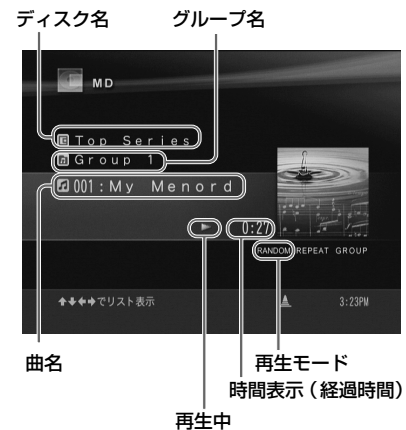 ディスク名 グループ名
MD
Top Series
Group 1
001:My Menord
0:27
RANDOM REPEAT GROUP
でリスト表示 3:23PM
曲名 再生モード
時間表示(経過時間)
再生中